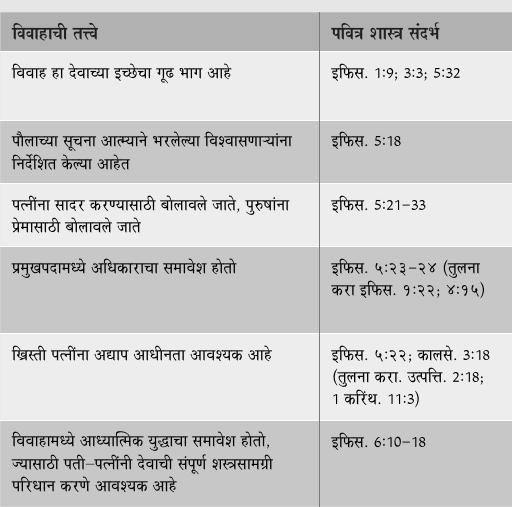 विवाहाची तत्त्वे
पवित्र शास्त्र संदर्भ
विवाह हा देवाच्या इच्छेचा गूढ भाग आहे
इफिस. 1:9; 3:3; 5:32
पौलाच्या सूचना आत्म्याने भरलेल्या विश्वासणाऱ्यांना
निर्देशित केल्या आहेत
इफिस. 5:18
पत्नींना सादर करण्यासाठी बोलावले जाते, पुरुषांना
प्रेमासाठी बोलावले जाते
इफिस. 5:21–33
प्रमुखपदामध्ये अधिकाराचा समावेश होतो
इफिस. ५:२३–२४ (तुलना
करा इफिस. १:२२; ४:१५)
ख्रिस्ती पत्नींना अद्याप आधीनता आवश्यक आहे
इफिस. ५:२२; कालसे. 3:18
(तुलना करा. उत्पत्ति. 2:18;
1 करिंथ. 11:3)
विवाहामध्ये आध्यात्मिक युद्धाचा समावेश होतो,
ज्यासाठी पती–पत्नींनी देवाची संपूर्ण शस्त्रसामग्री
परिधान करणे आवश्यक आहे
इफिस. 6:10–18